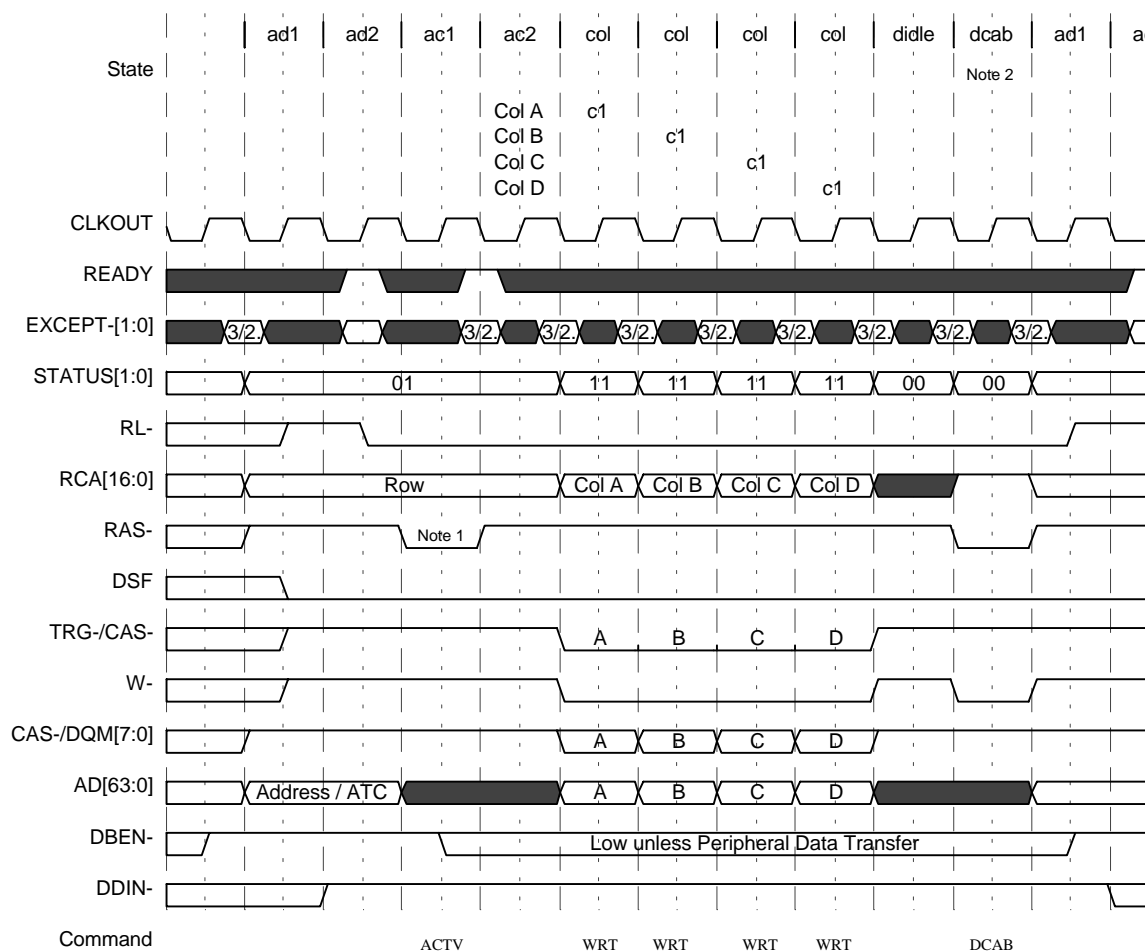 ad1 ad2 ac1 ac2 col col col col didle dcab ad1
State Note 2
Col A c1
Col B c1
Col C c1
Col D c1
CLKOUT
READY
EXCEPT-[1:0] 3/2. 3/2. 3/2. 3/2. 3/2. 3/2. 3/2. 3/2. 3/2.
STATUS[1:0] 01 11 11 11 11 00 00
RL-
RCA[16:0] Row Col A Col B Col C Col D
RAS- Note 1
DSF
TRG-/CAS- A B C D
W-
CAS-/DQM[7:0] A B C D
AD[63:0] Address / ATC A B C D
DBEN- Low unless Peripheral Data Transfer
DDIN-
Command ACTV WRT WRT WRT WRT DCAB